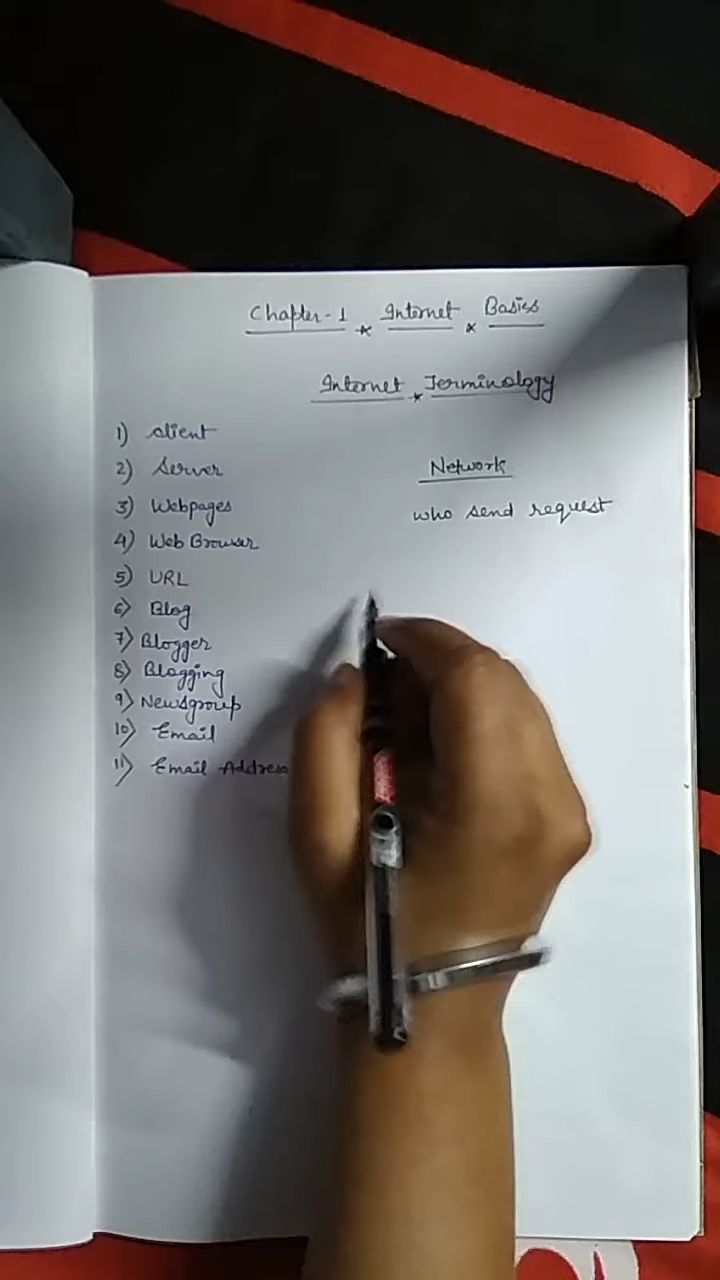 Chapter-1 * Internet * Basics
Internet * Terminology
1) client
2) Server
3) Webpages
4) Web Browser
5) URL
6) Blog
7) Blogger
8) Blogging
9) Newsgroup
10) Email
11) Email Address
Network
who send request